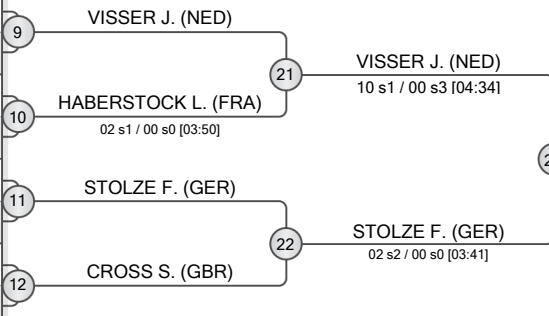 9
VISSER J. (NED)
10
HABERSTOCK L. (FRA)
02 s1 / 00 s0 [03:50]
21
VISSER J. (NED)
10 s1 / 00 s3 [04:34]
11
STOLZE F. (GER)
12
CROSS S. (GBR)
22
STOLZE F. (GER)
02 s2 / 00 s0 [03:41]